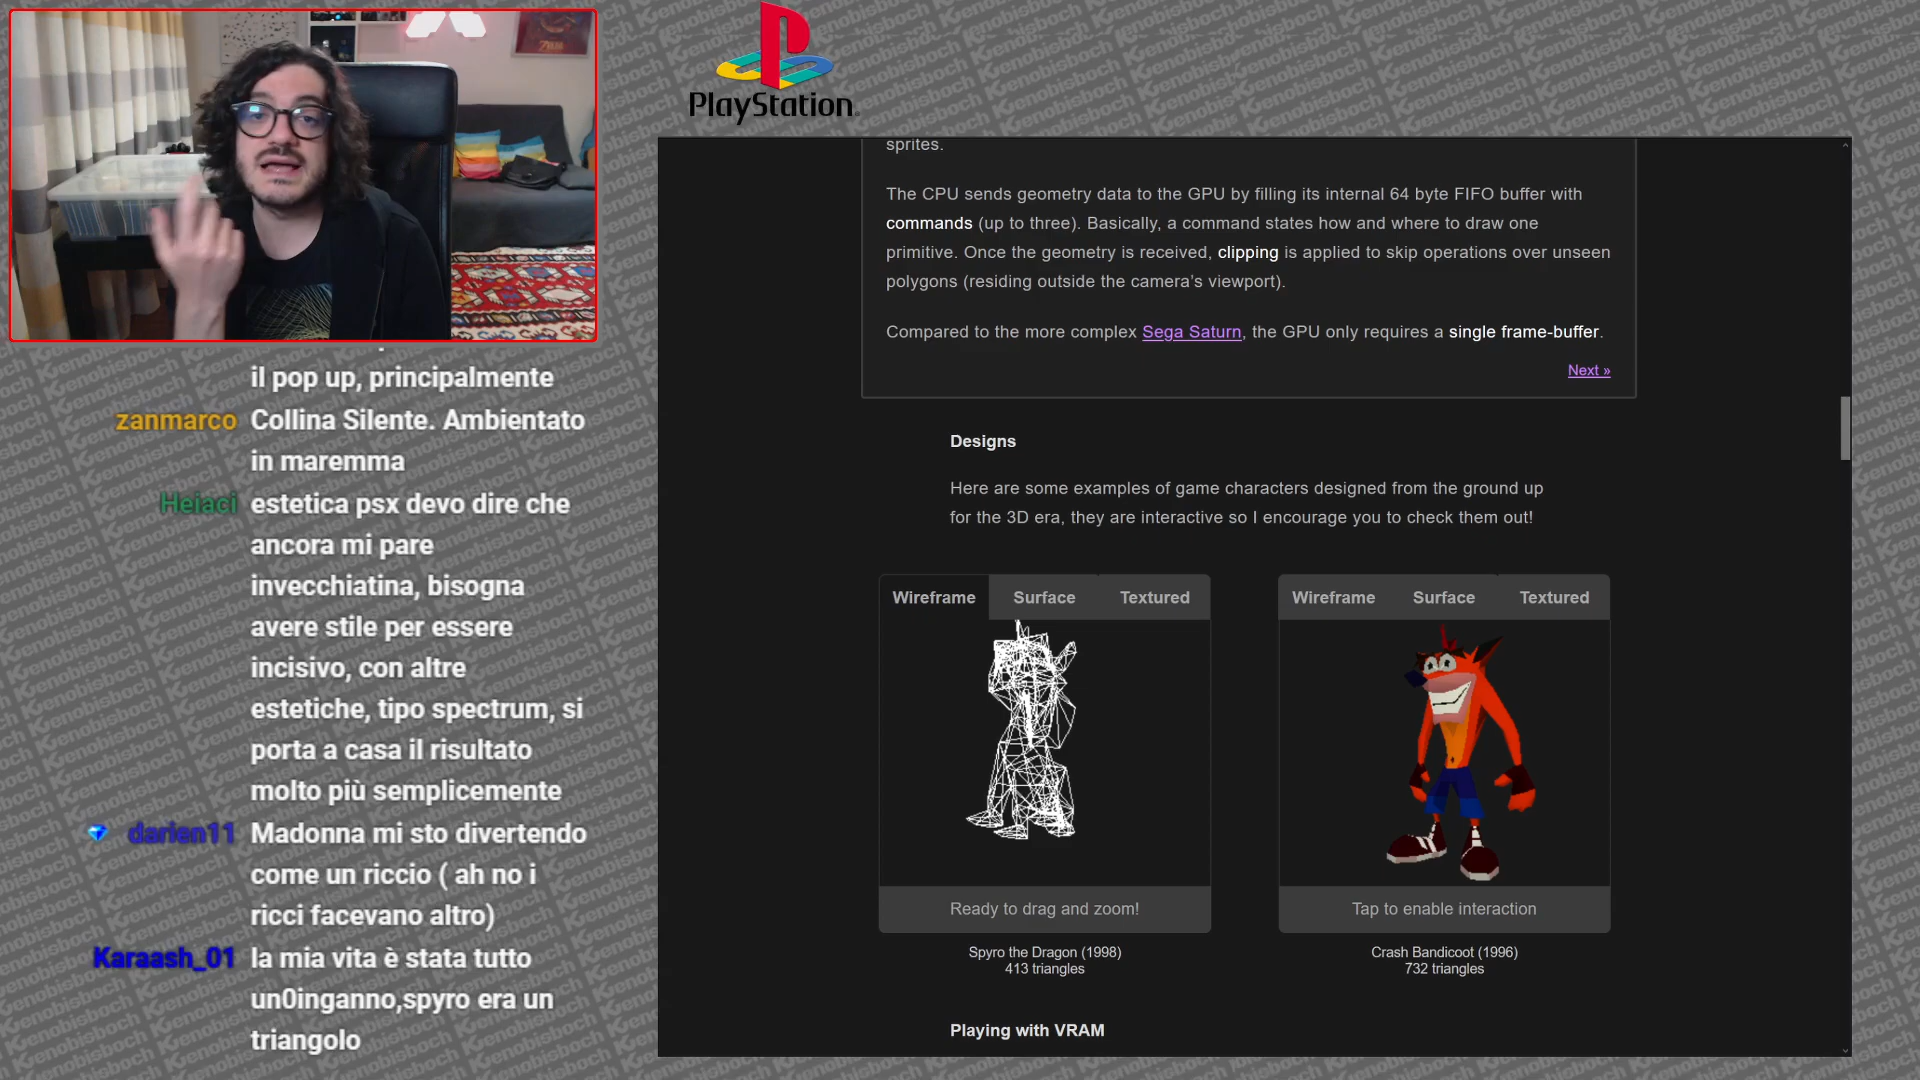 PlayStation
il pop up, principalmente
zanmarco Collina Silente. Ambientato
in maremma
Heiaci estetica psx devo dire che
ancora mi pare
invecchiatina, bisogna
avere stile per essere
incisivo, con altre
estetiche, tipo spectrum, si
porta a casa il risultato
molto più semplicemente
darien11 Madonna mi sto divertendo
come un riccio ( ah no i
ricci facevano altro)
Karaash_01 la mia vita è stata tutto
un0inganno,spyro era un
triangolo
sprites.
The CPU sends geometry data to the GPU by filling its internal 64 byte FIFO buffer with
commands (up to three). Basically, a command states how and where to draw one
primitive. Once the geometry is received, clipping is applied to skip operations over unseen
polygons (residing outside the camera’s viewport).
Compared to the more complex Sega Saturn, the GPU only requires a single frame-buffer.
Next »
Designs
Here are some examples of game characters designed from the ground up
for the 3D era, they are interactive so I encourage you to check them out!
Wireframe Surface Textured
Ready to drag and zoom!
Spyro the Dragon (1998)
413 triangles
Wireframe Surface Textured
Tap to enable interaction
Crash Bandicoot (1996)
732 triangles
Playing with VRAM
Kenobisboch